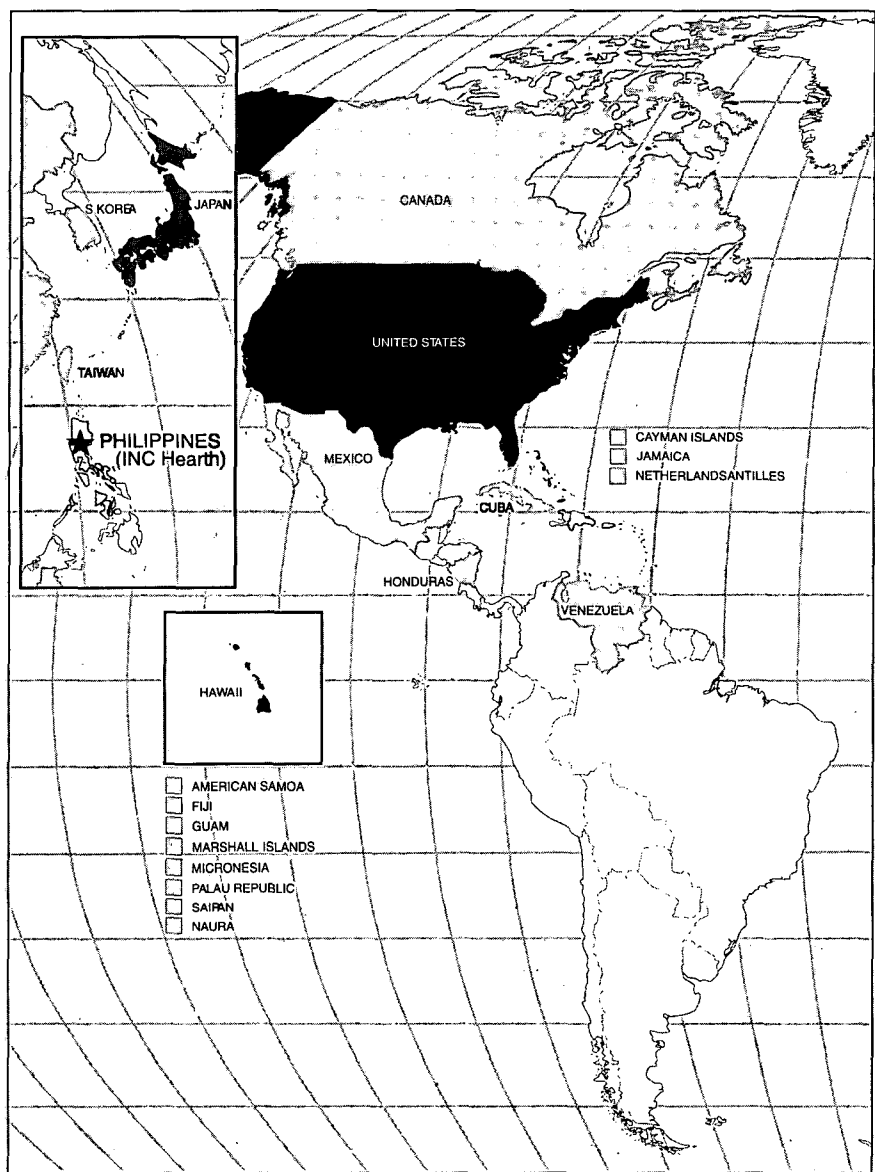 S.KOREA
JAPAN
TAIWAN
PHILIPPINES
(INC Hearth)
CANADA
UNITED STATES
MEXICO
CUBA
HONDURAS
VENEZUELA
CAYMAN ISLANDS
JAMAICA
NETHERLANDSANTILLES
HAWAII
AMERICAN SAMOA
FIJI
GUAM
MARSHALL ISLANDS
MICRONESIA
PALAU REPUBLIC
SAIPAN
NAURA